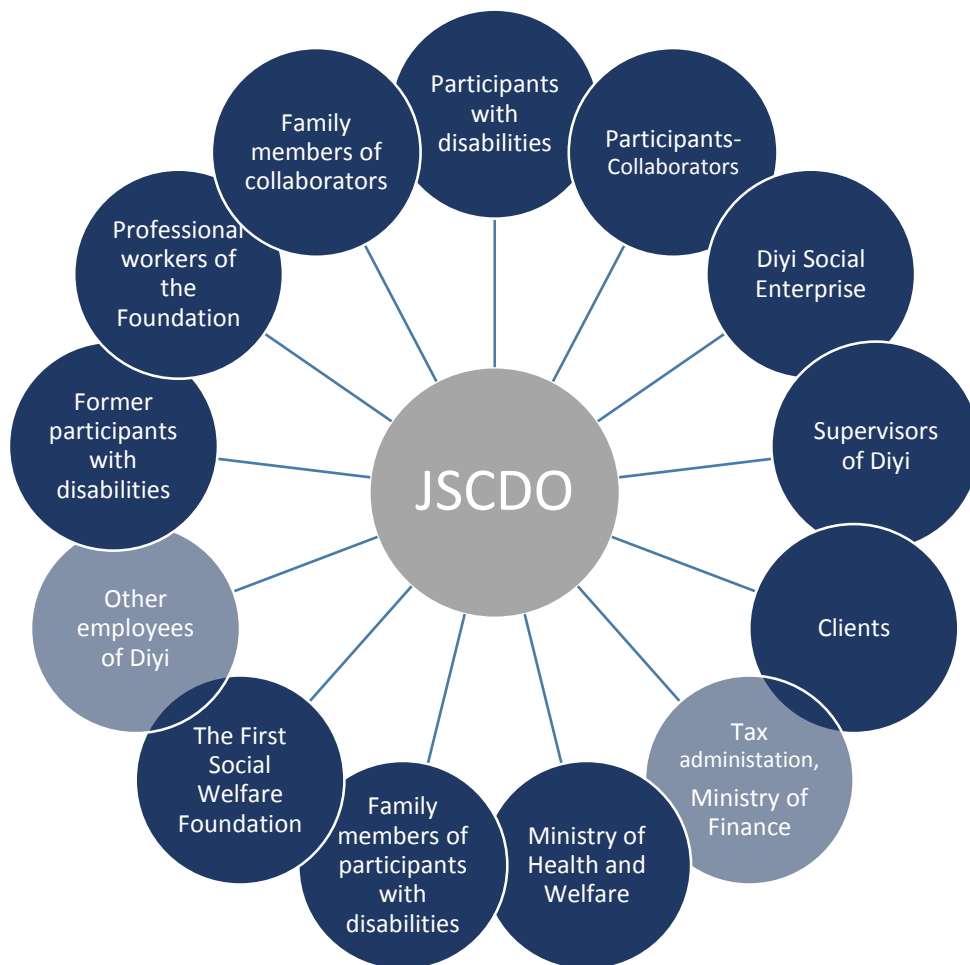 Participants
with
disabilities
Participants-
Collaborators
Diyi Social
Enterprise
Supervisors
of Diyi
Clients
Tax
administation,
Ministry of
Finance
Ministry of
Health and
Welfare
Family
members of
participants
with
disabilities
The First
Social
Welfare
Foundation
Other
employees
of Diyi
Former
participants
with
disabilities
Professional
workers of
the
Foundation
Family
members of
collaborators
JSCDO